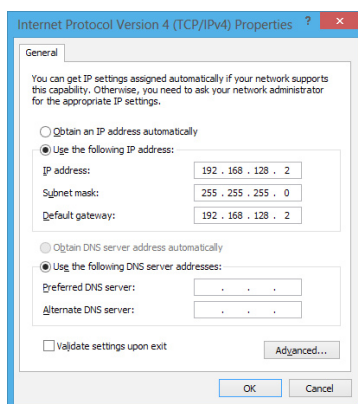 Internet Protocol Version 4 (TCP/IPv4) Properties ? ×
General
You can get IP settings assigned automatically if your network supports
this capability. Otherwise, you need to ask your network administrator
for the appropriate IP settings.
Obtain an IP address automatically
Use the following IP address:
IP address: 192 . 168 . 128 . 2
Subnet mask: 255 . 255 . 255 . 0
Default gateway: 192 . 168 . 128 . 2
Obtain DNS server address automatically
Use the following DNS server addresses:
Preferred DNS server: . . .
Alternate DNS server: . . .
Validate settings upon exit
Advanced...
OK Cancel